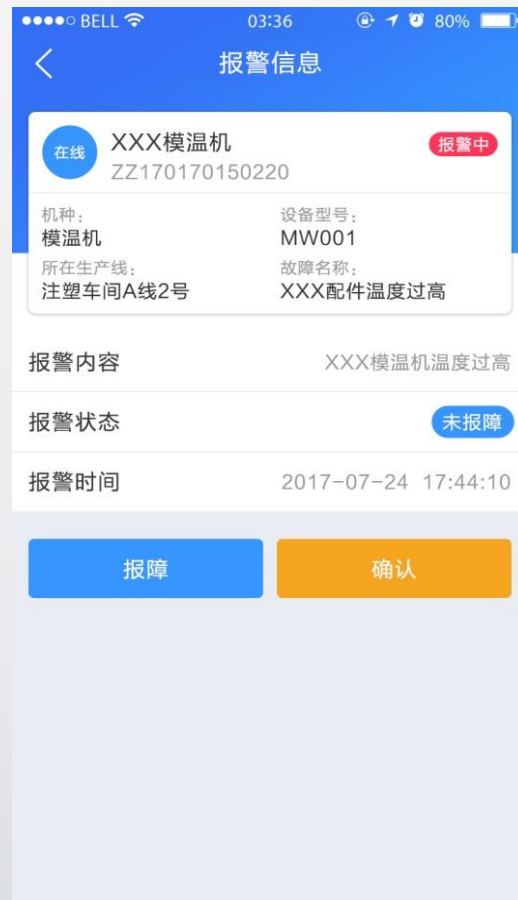 BELL 03:36 80%
报警信息
在线 XXX模温机 报警中
ZZ170170150220
机种： 设备型号：
模温机 MW001
所在生产线： 故障名称：
注塑车间A线2号 XXX配件温度过高
报警内容 XXX模温机温度过高
报警状态 未报障
报警时间 2017-07-24 17:44:10
报障 确认